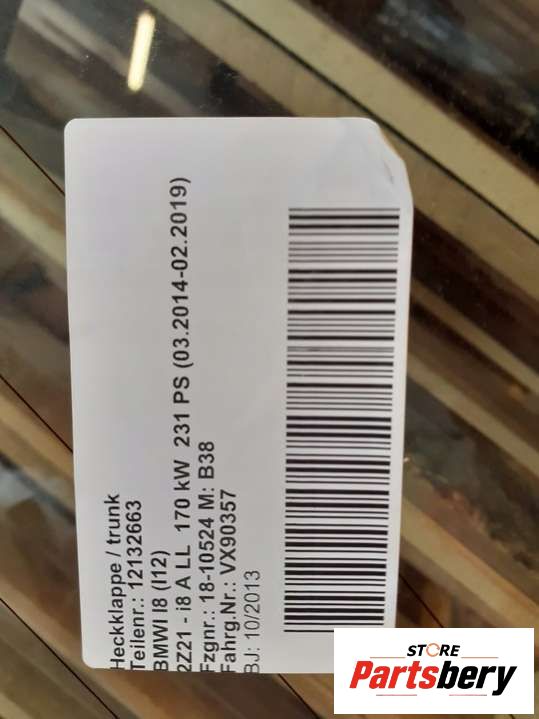 Heckklappe / trunk
Teilenr.: 12132663
BMWI I8 (I12)
2Z21 - i8 A LL 170 kW 231 PS (03.2014-02.2019)
Fzgnr.: 18-10524 M: B38
Fahrg.Nr.: VX90357
BJ: 10/2013
STORE
Partsbery